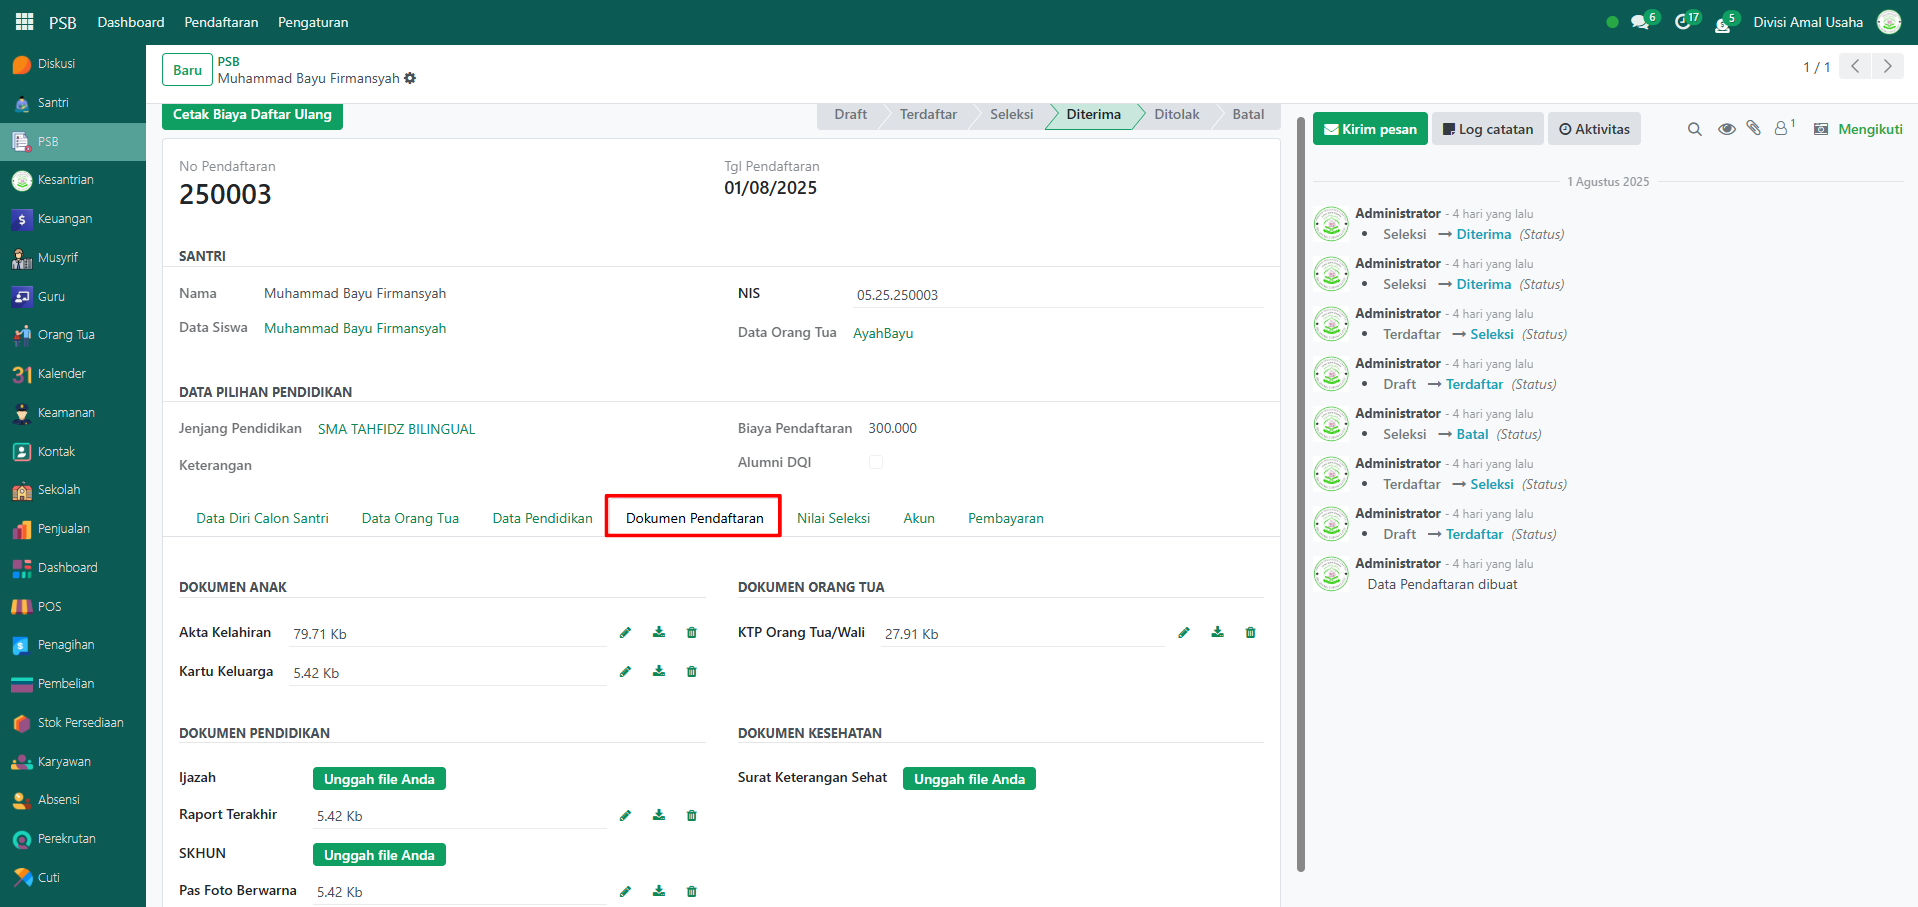 PSB Dashboard Pendaftaran Pengaturan 6 17 5 Divisi Amal Usaha
Diskusi
Santri
PSB
Kesantrian
Keuangan
Musyrif
Guru
Orang Tua
31 Kalender
Keamanan
Kontak
Sekolah
Penjualan
Dashboard
POS
Penagihan
Pembelian
Stok Persediaan
Karyawan
Absensi
Perekrutan
Cuti
Baru
PSB
Muhammad Bayu Firmansyah
1 / 1
Cetak Biaya Daftar Ulang
Draft Terdaftar Seleksi Diterima Ditolak Batal
No Pendaftaran
250003
Tgl Pendaftaran
01/08/2025
SANTRI
Nama Muhammad Bayu Firmansyah
NIS 05.25.250003
Data Siswa Muhammad Bayu Firmansyah
Data Orang Tua AyahBayu
DATA PILIHAN PENDIDIKAN
Jenjang Pendidikan SMA TAHFIDZ BILINGUAL
Biaya Pendaftaran 300.000
Keterangan
Alumni DQI
Data Diri Calon Santri Data Orang Tua Data Pendidikan Dokumen Pendaftaran Nilai Seleksi Akun Pembayaran
DOKUMEN ANAK
Akta Kelahiran 79.71 Kb
Kartu Keluarga 5.42 Kb
DOKUMEN ORANG TUA
KTP Orang Tua/Wali 27.91 Kb
DOKUMEN PENDIDIKAN
Ijazah Unggah file Anda
Raport Terakhir 5.42 Kb
SKHUN Unggah file Anda
Pas Foto Berwarna 5.42 Kb
DOKUMEN KESEHATAN
Surat Keterangan Sehat Unggah file Anda
Kirim pesan Log catatan Aktivitas 1 Mengikuti
1 Agustus 2025
Administrator - 4 hari yang lalu
• Seleksi → Diterima (Status)
Administrator - 4 hari yang lalu
• Seleksi → Diterima (Status)
Administrator - 4 hari yang lalu
• Terdaftar → Seleksi (Status)
Administrator - 4 hari yang lalu
• Draft → Terdaftar (Status)
Administrator - 4 hari yang lalu
• Seleksi → Batal (Status)
Administrator - 4 hari yang lalu
• Terdaftar → Seleksi (Status)
Administrator - 4 hari yang lalu
• Draft → Terdaftar (Status)
Administrator - 4 hari yang lalu
Data Pendaftaran dibuat